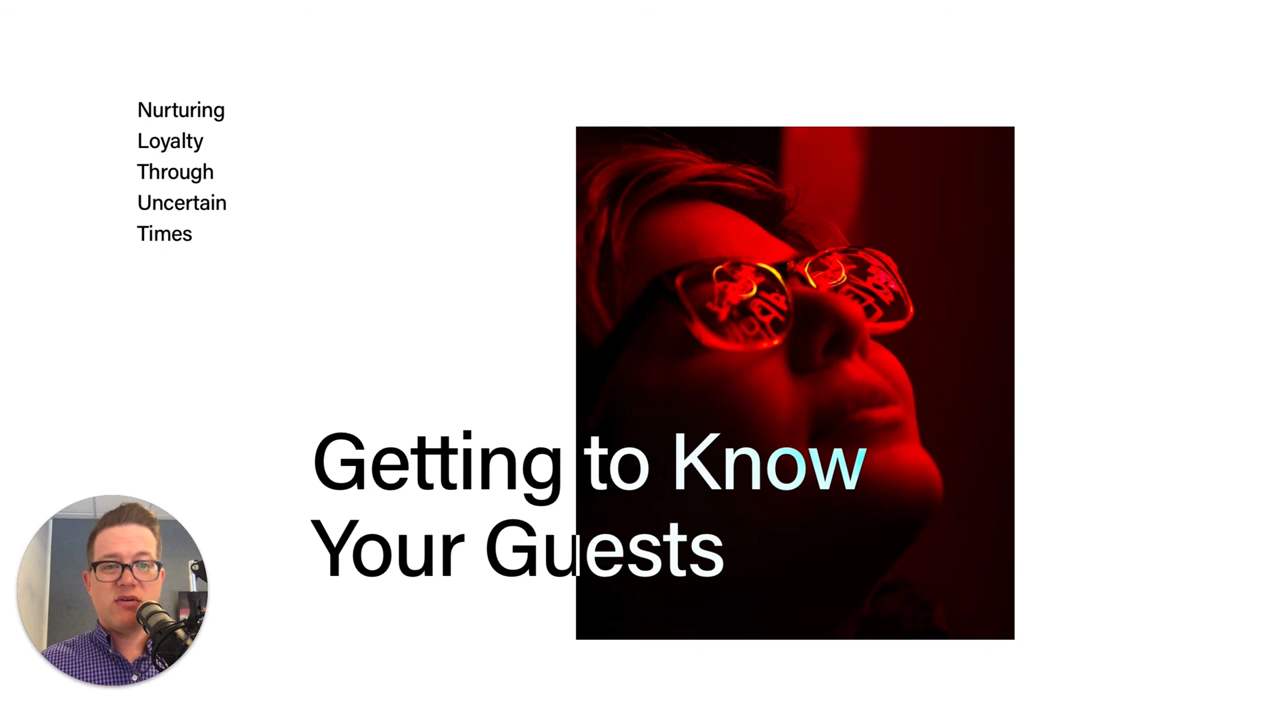 Nurturing
Loyalty
Through
Uncertain
Times
Getting to Know
Your Guests